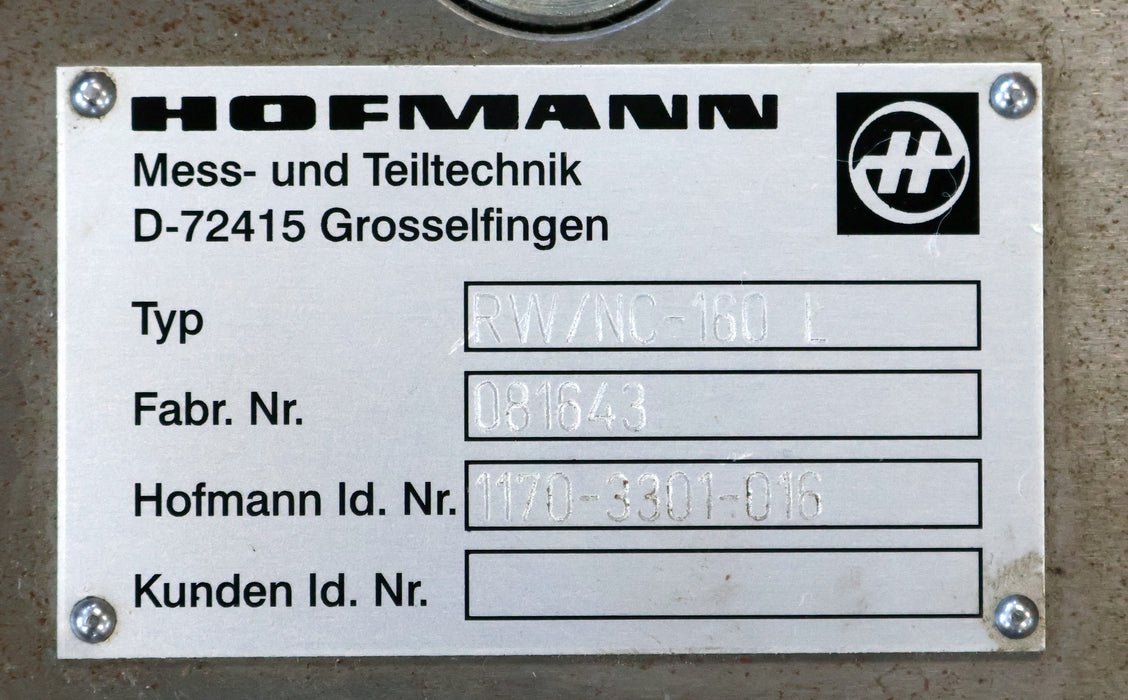 HOFMANN
Mess- und Teiltechnik
D-72415 Grosselfingen
H
Typ RW/NC-160 L
Fabr. Nr. 081643
Hofmann Id. Nr. 1170-3301-016
Kunden Id. Nr.